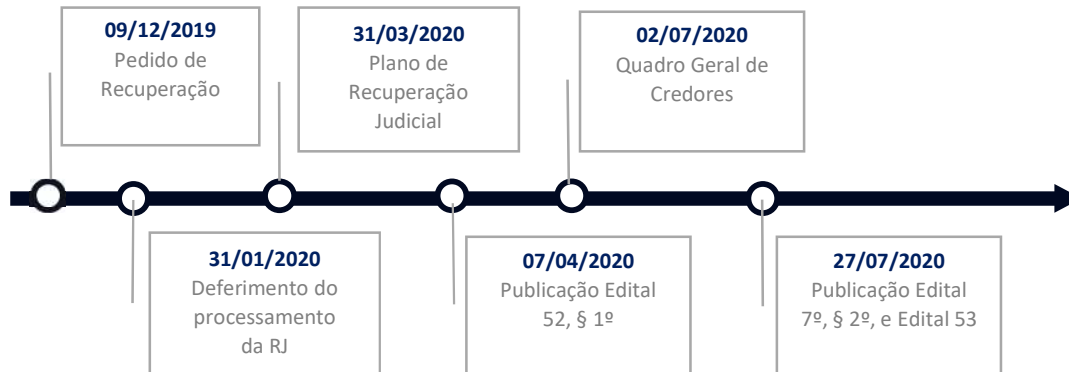 09/12/2019
Pedido de
Recuperação
31/03/2020
Plano de
Recuperação
Judicial
02/07/2020
Quadro Geral de
Credores
31/01/2020
Deferimento do
processamento
da RJ
07/04/2020
Publicação Edital
52, § 1º
27/07/2020
Publicação Edital
7º, § 2º, e Edital 53